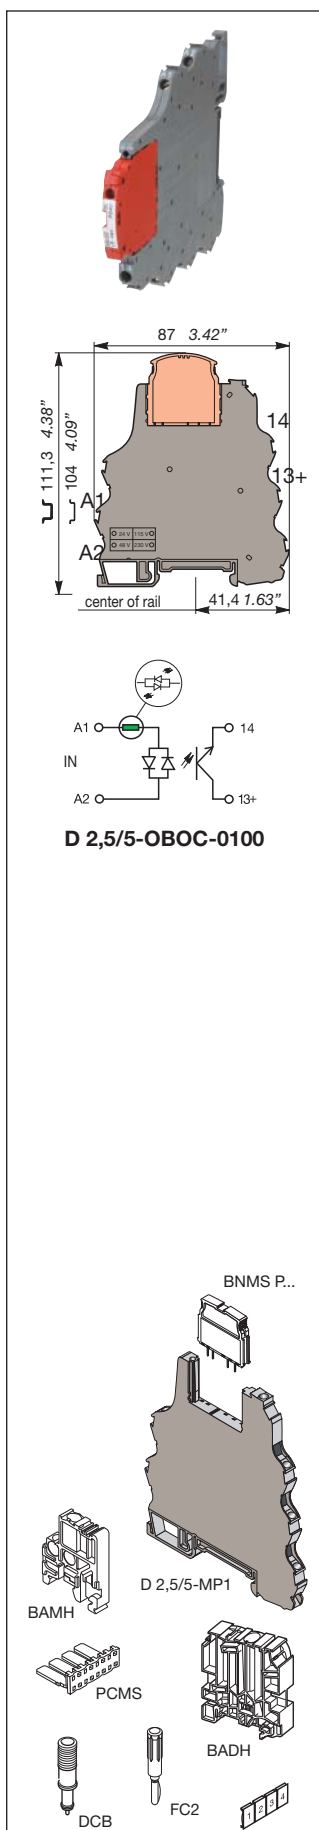 87 3.42”
111,3 4.38”
104 4.09”
14
13+
A1
A2
24 V 115 V
48 V 230 V
center of rail
41,4 1.63”
A1
14
IN
A2
13+
D 2,5/5-OBOC-0100
BNMS P...
D 2,5/5-MP1
BAMH
PCMS
BADH
DCB
FC2
1 2 3 4